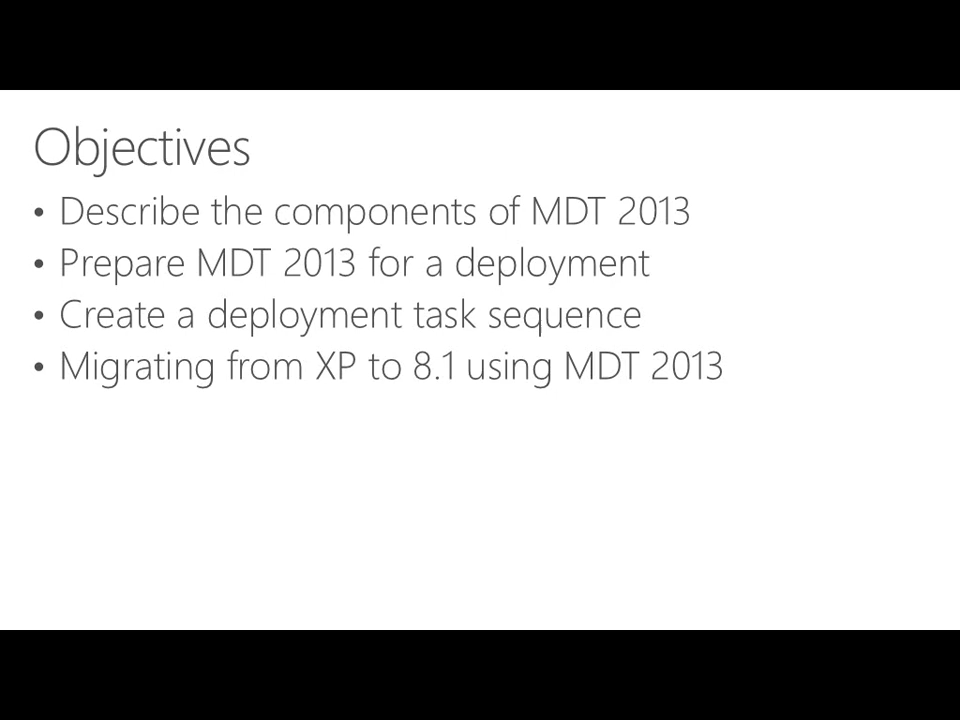 Objectives
• Describe the components of MDT 2013
• Prepare MDT 2013 for a deployment
• Create a deployment task sequence
• Migrating from XP to 8.1 using MDT 2013